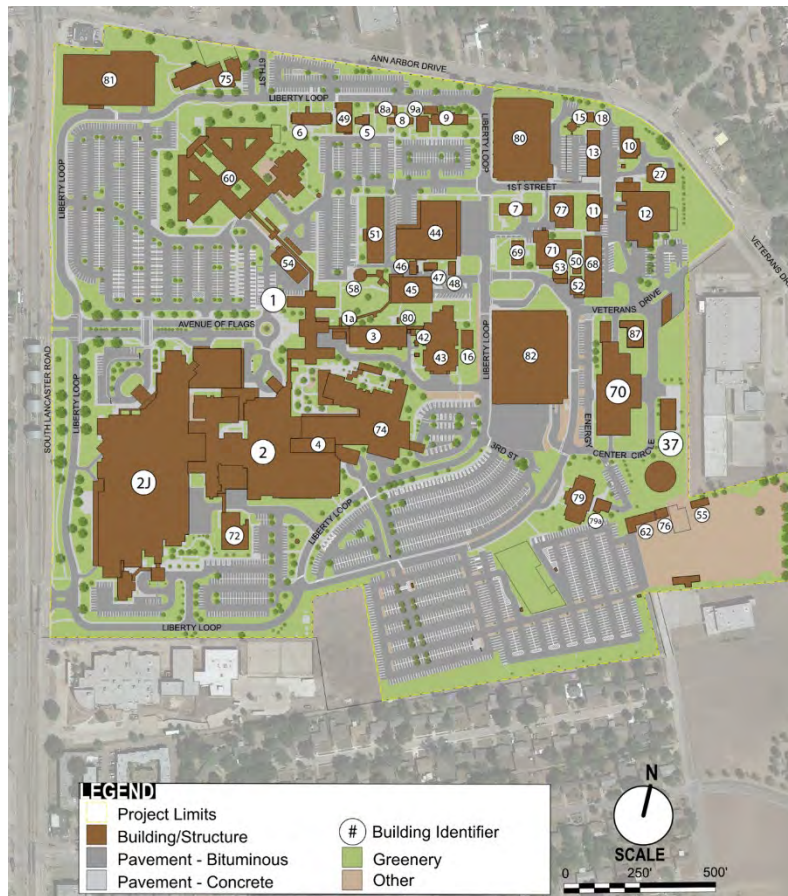 ANN ARBOR DRIVE
81
75
6TH ST
LIBERTY LOOP
8a
9a
6
49
5
8
9
80
15
18
13
10
LIBERTY LOOP
60
LIBERTY LOOP
1ST STREET
27
7
77
11
12
51
44
69
71
50
68
53
52
54
46
47
48
58
45
VETERANS DRIVE
VETERANS DRI
1
1a
80
AVENUE OF FLAGS
3
42
43
16
LIBERTY LOOP
82
87
70
SOUTH LANCASTER ROAD
LIBERTY LOOP
2
4
74
37
ENERGY CENTER CIRCLE
3RD ST
2J
79
79a
55
76
62
72
LIBERTY LOOP
LIBERTY LOOP
LEGEND
Project Limits
Building/Structure
Pavement - Bituminous
Pavement - Concrete
# Building Identifier
Greenery
Other
N
SCALE
0 250' 500'